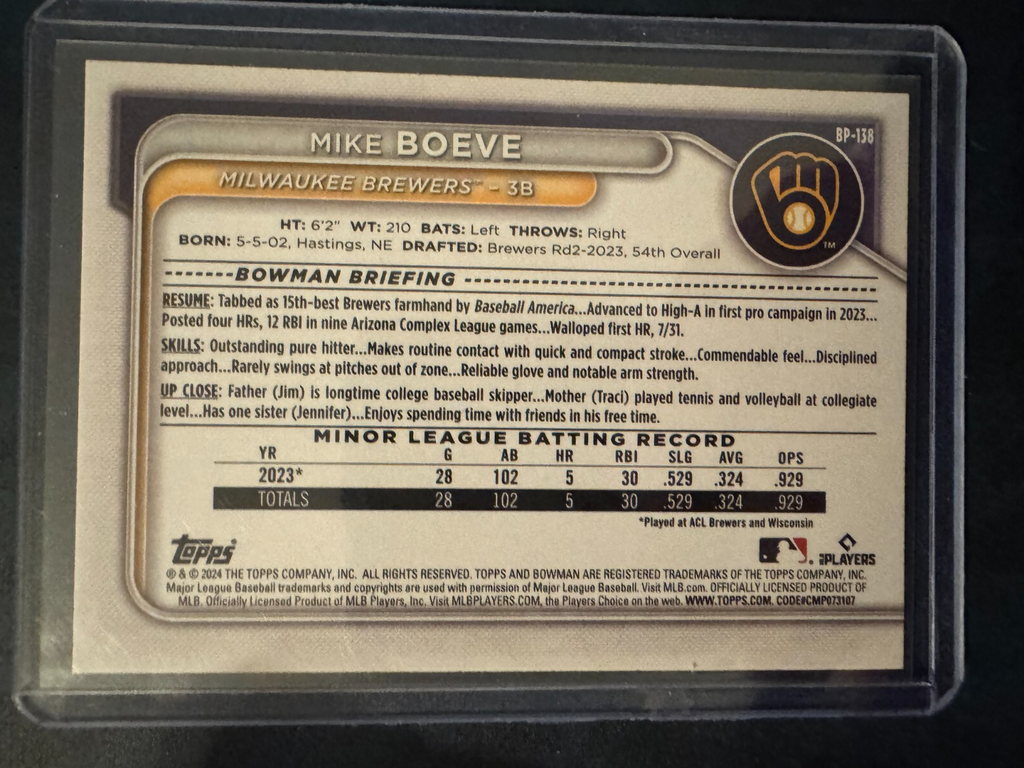 BP-138
MIKE BOEVE
MILWAUKEE BREWERS™ - 3B
HT: 6'2" WT: 210 BATS: Left THROWS: Right
BORN: 5-5-02, Hastings, NE DRAFTED: Brewers Rd2-2023, 54th Overall
TM
BOWMAN BRIEFING
RESUME: Tabbed as 15th-best Brewers farmhand by Baseball America...Advanced to High-A in first pro campaign in 2023...
Posted four HRs, 12 RBI in nine Arizona Complex League games...Walloped first HR, 7/31.
SKILLS: Outstanding pure hitter...Makes routine contact with quick and compact stroke...Commendable feel...Disciplined
approach...Rarely swings at pitches out of zone...Reliable glove and notable arm strength.
UP CLOSE: Father (Jim) is longtime college baseball skipper...Mother (Traci) played tennis and volleyball at collegiate
level...Has one sister (Jennifer)...Enjoys spending time with friends in his free time.
MINOR LEAGUE BATTING RECORD
YR G AB HR RBI SLG AVG OPS
2023* 28 102 5 30 .529 .324 .929
TOTALS 28 102 5 30 .529 .324 .929
*Played at ACL Brewers and Wisconsin
Topps PLAYERS
® & © 2024 THE TOPPS COMPANY, INC. ALL RIGHTS RESERVED. TOPPS AND BOWMAN ARE REGISTERED TRADEMARKS OF THE TOPPS COMPANY, INC.
Major League Baseball trademarks and copyrights are used with permission of Major League Baseball. Visit MLB.com. OFFICIALLY LICENSED PRODUCT OF
MLB. Officially Licensed Product of MLB Players, Inc. Visit MLBPLAYERS.COM, the Players Choice on the web. WWW.TOPPS.COM. CODE#CMP073107